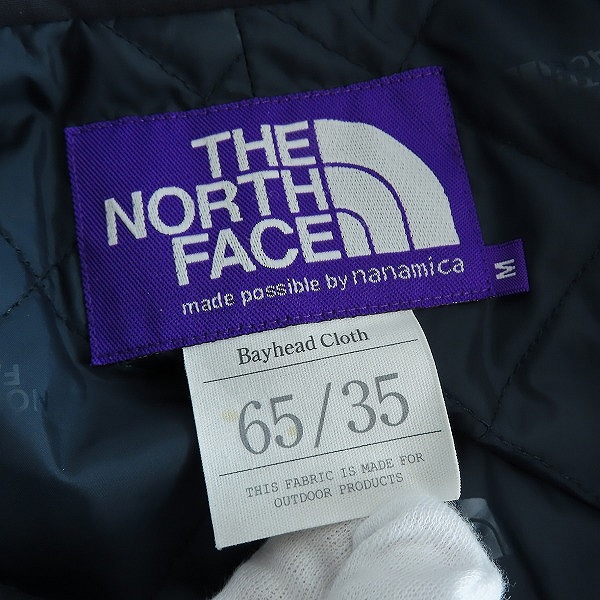 THE
NORTH
FACE
made possible by nanamica
M
Bayhead Cloth
65/35
THIS FABRIC IS MADE FOR
OUTDOOR PRODUCTS